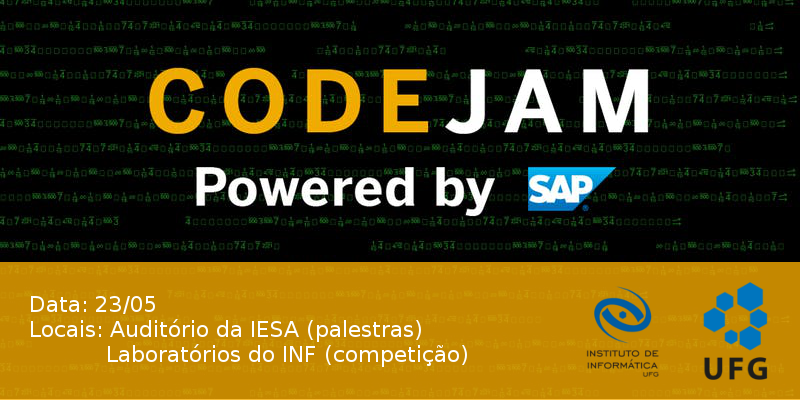 CODEJAM
Powered by SAP
Data: 23/05
Locais: Auditório da IESA (palestras)
Laboratórios do INF (competição)
INSTITUTO DE
INFORMÁTICA
UFG
UFG